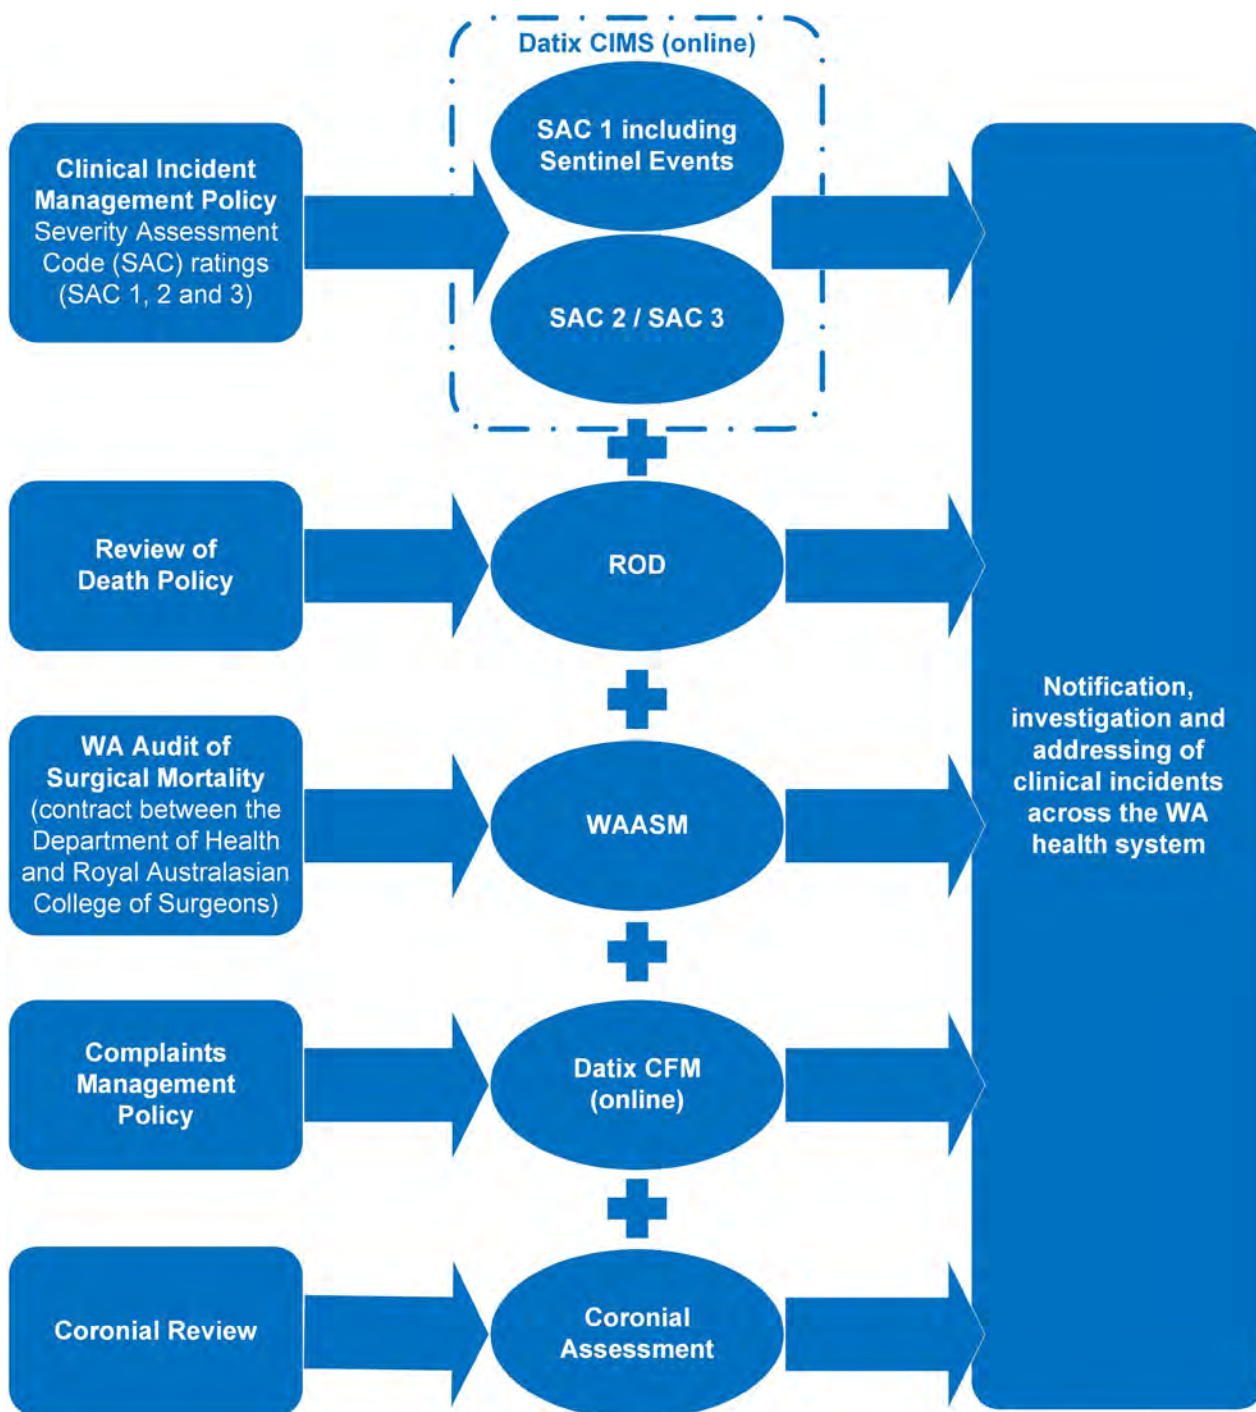 Datix CIMS (online)
Clinical Incident
Management Policy
Severity Assessment
Code (SAC) ratings
(SAC 1, 2 and 3)
SAC 1 including
Sentinel Events
SAC 2 / SAC 3
Review of
Death Policy
ROD
WA Audit of
Surgical Mortality
(contract between the
Department of Health
and Royal Australasian
College of Surgeons)
WAASM
Complaints
Management
Policy
Datix CFM
(online)
Coronial Review
Coronial
Assessment
Notification,
investigation and
addressing of
clinical incidents
across the WA
health system